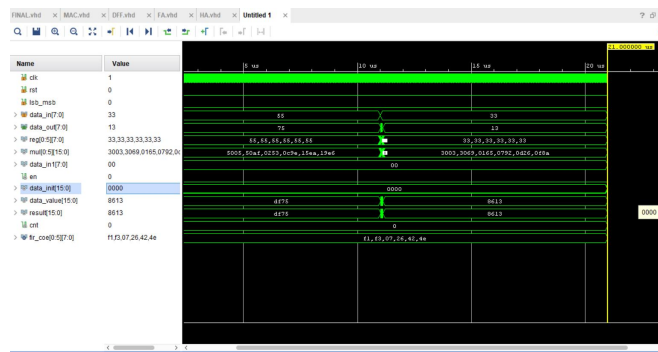 FINAL.vhd × MAC.vhd × DFF.vhd × FA.vhd × HA.vhd × Untitled 1 × ?
21.000000 us
Name Value 5 us 10 us 15 us 20 us
clk 1
rst 0
lsb_msb 0
data_in[7:0] 33 55 33
data_out[7:0] 13 75 13
reg[0:5][7:0] 33,33,33,33,33,33 55,55,55,55,55,55 33,33,33,33,33,33
mul[0:5][15:0] 3003,3069,0165,0792,0d 5005,50af,0253,0c9e,15ea,19e6 3003,3069,0165,0792,0d26,0f8a
data_in1[7:0] 00 00
en 0
data_init[15:0] 0000 0000
data_value[15:0] 8613 df75 8613
result[15:0] 8613 df75 8613 0000
cnt 0 0
fir_coe[0:5][7:0] f1,f3,07,26,42,4e f1,f3,07,26,42,4e